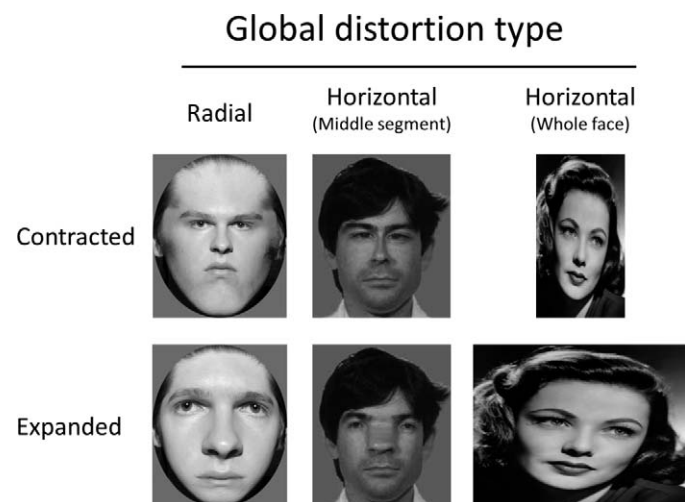 Global distortion type
Radial
Horizontal
(Middle segment)
Horizontal
(Whole face)
Contracted
Expanded